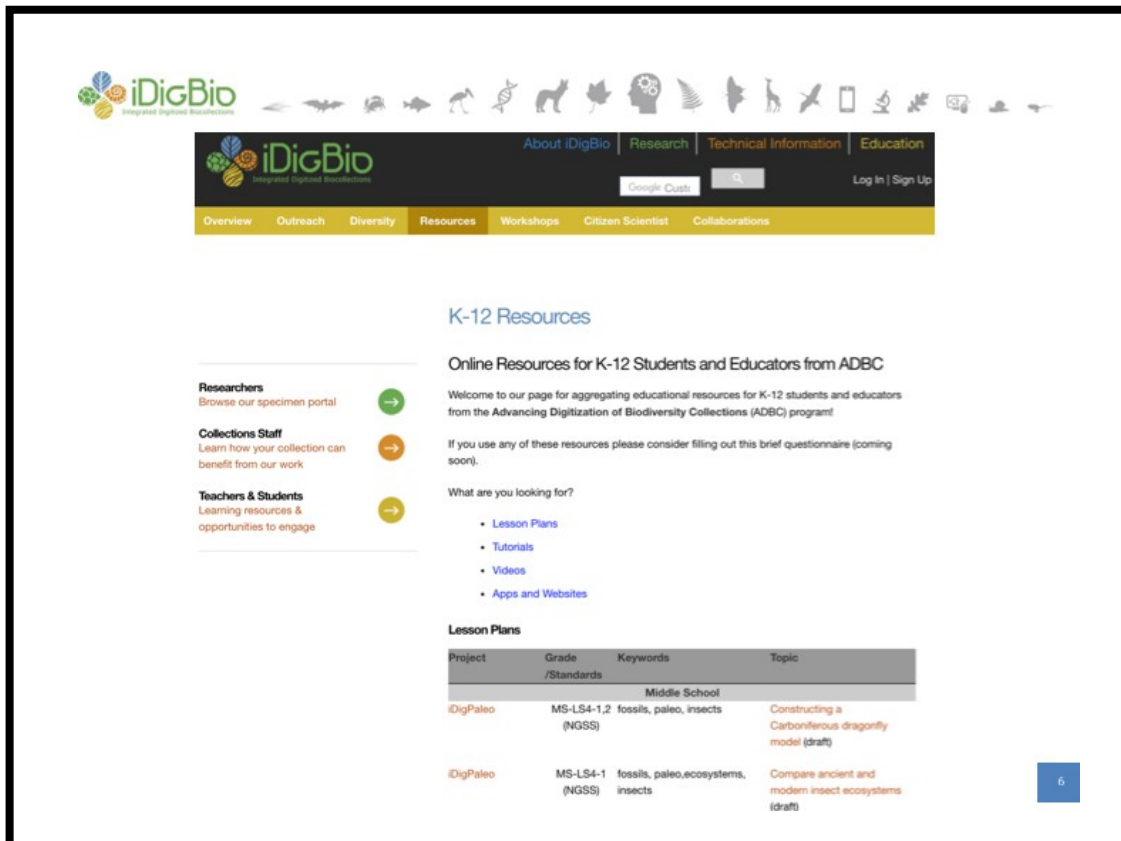 iDigBio
Integrated Digitized Biocollections
iDigBio
Integrated Digitized Biocollections
About iDigBio | Research | Technical Information | Education
Google Custo
Log In | Sign Up
Overview Outreach Diversity Resources Workshops Citizen Scientist Collaborations
K-12 Resources
Researchers
Browse our specimen portal
Collections Staff
Learn how your collection can
benefit from our work
Teachers & Students
Learning resources &
opportunities to engage
Online Resources for K-12 Students and Educators from ADBC
Welcome to our page for aggregating educational resources for K-12 students and educators
from the Advancing Digitization of Biodiversity Collections (ADBC) program!
If you use any of these resources please consider filling out this brief questionnaire (coming
soon).
What are you looking for?
• Lesson Plans
• Tutorials
• Videos
• Apps and Websites
Lesson Plans
Project Grade Keywords Topic
/Standards
Middle School
iDigPaleo MS-LS4-1,2 fossils, paleo, insects Constructing a
(NGSS) Carboniferous dragonfly
model (draft)
iDigPaleo MS-LS4-1 fossils, paleo,ecosystems, Compare ancient and
(NGSS) insects modern insect ecosystems
(draft)
6